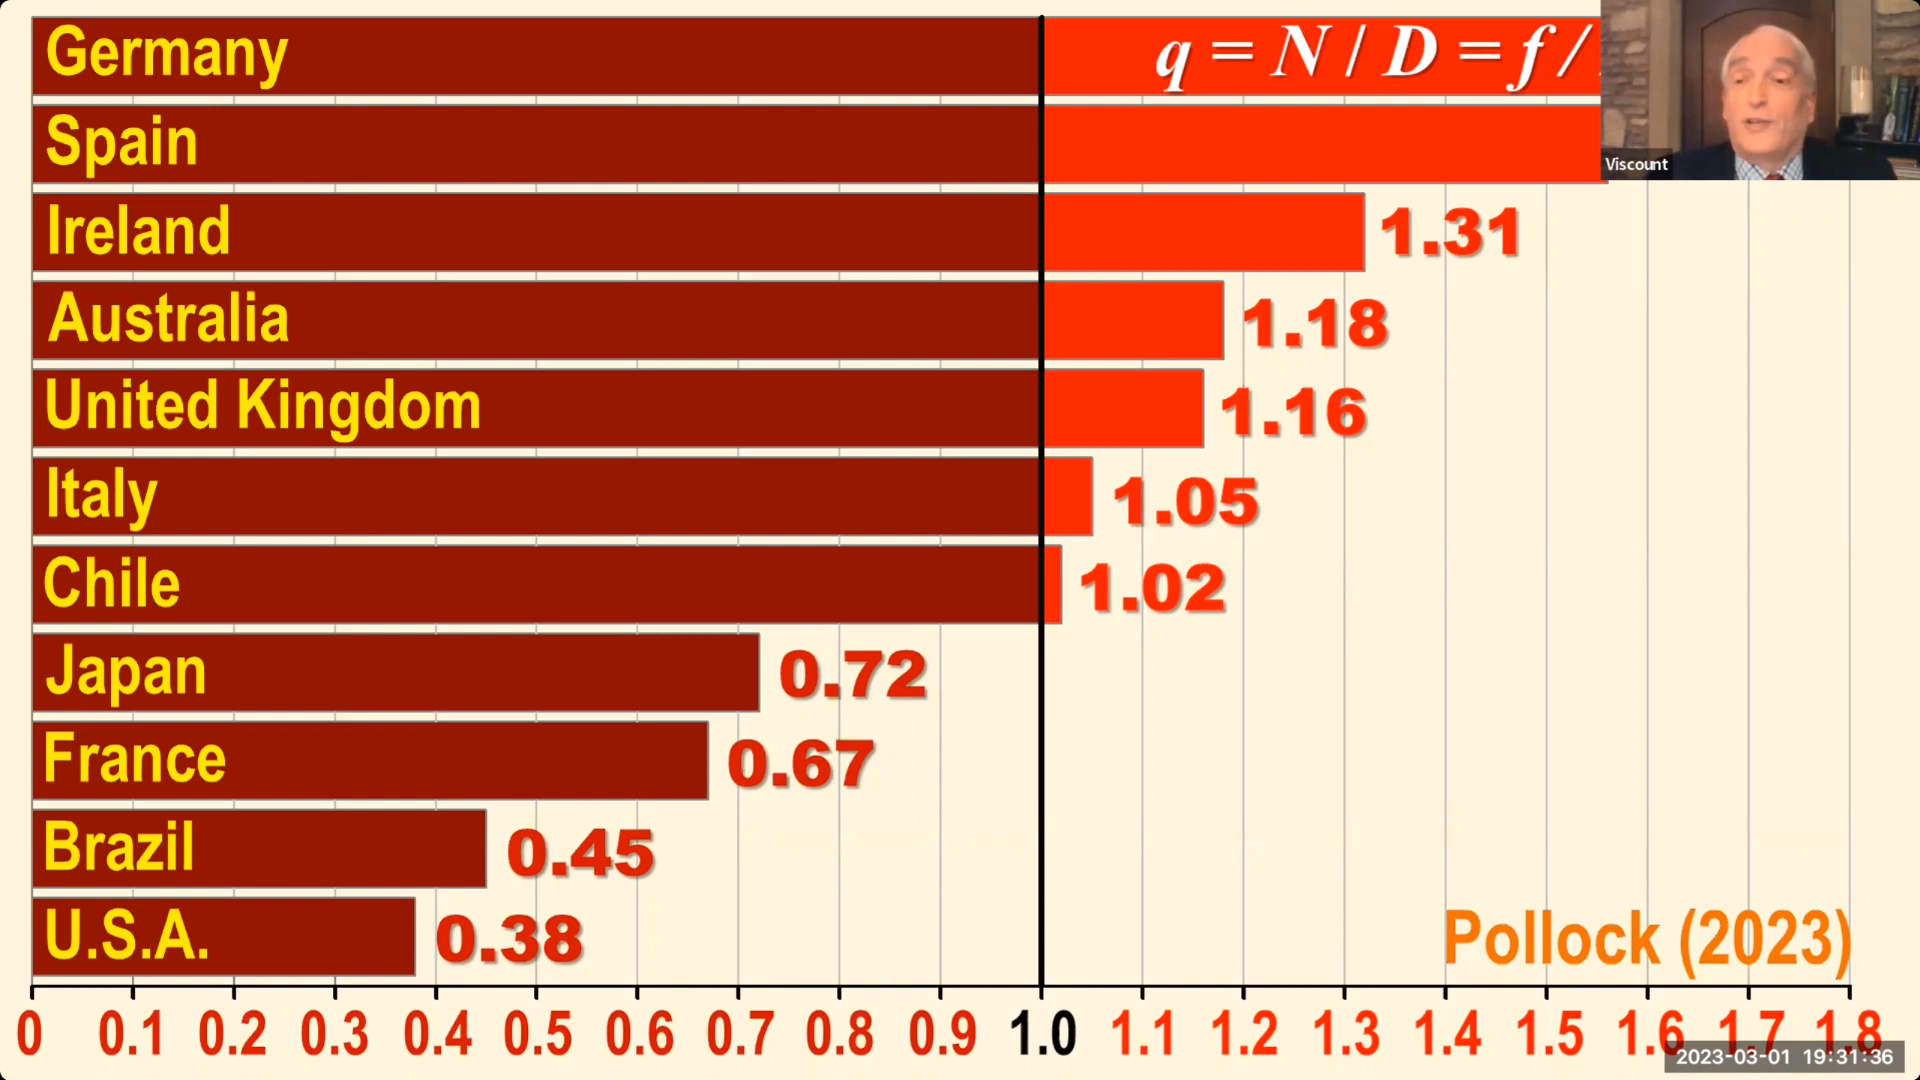 Germany
q = N / D = f /
Spain
Viscount
Ireland 1.31
Australia 1.18
United Kingdom 1.16
Italy 1.05
Chile 1.02
Japan 0.72
France 0.67
Brazil 0.45
U.S.A. 0.38
Pollock (2023)
0 0.1 0.2 0.3 0.4 0.5 0.6 0.7 0.8 0.9 1.0 1.1 1.2 1.3 1.4 1.5 1.6 1.7 1.8
2023-03-01 19:31:36